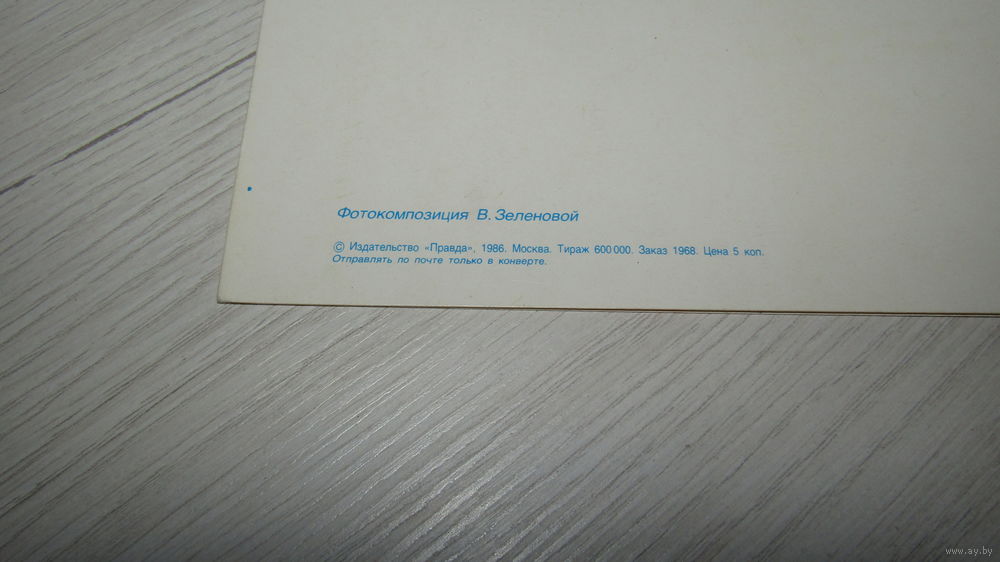 Фотокомпозиция В. Зеленовой
© Издательство «Правда», 1986. Москва. Тираж 600 000. Заказ 1968. Цена 5 коп.
Отправлять по почте только в конверте.
www.ay.by